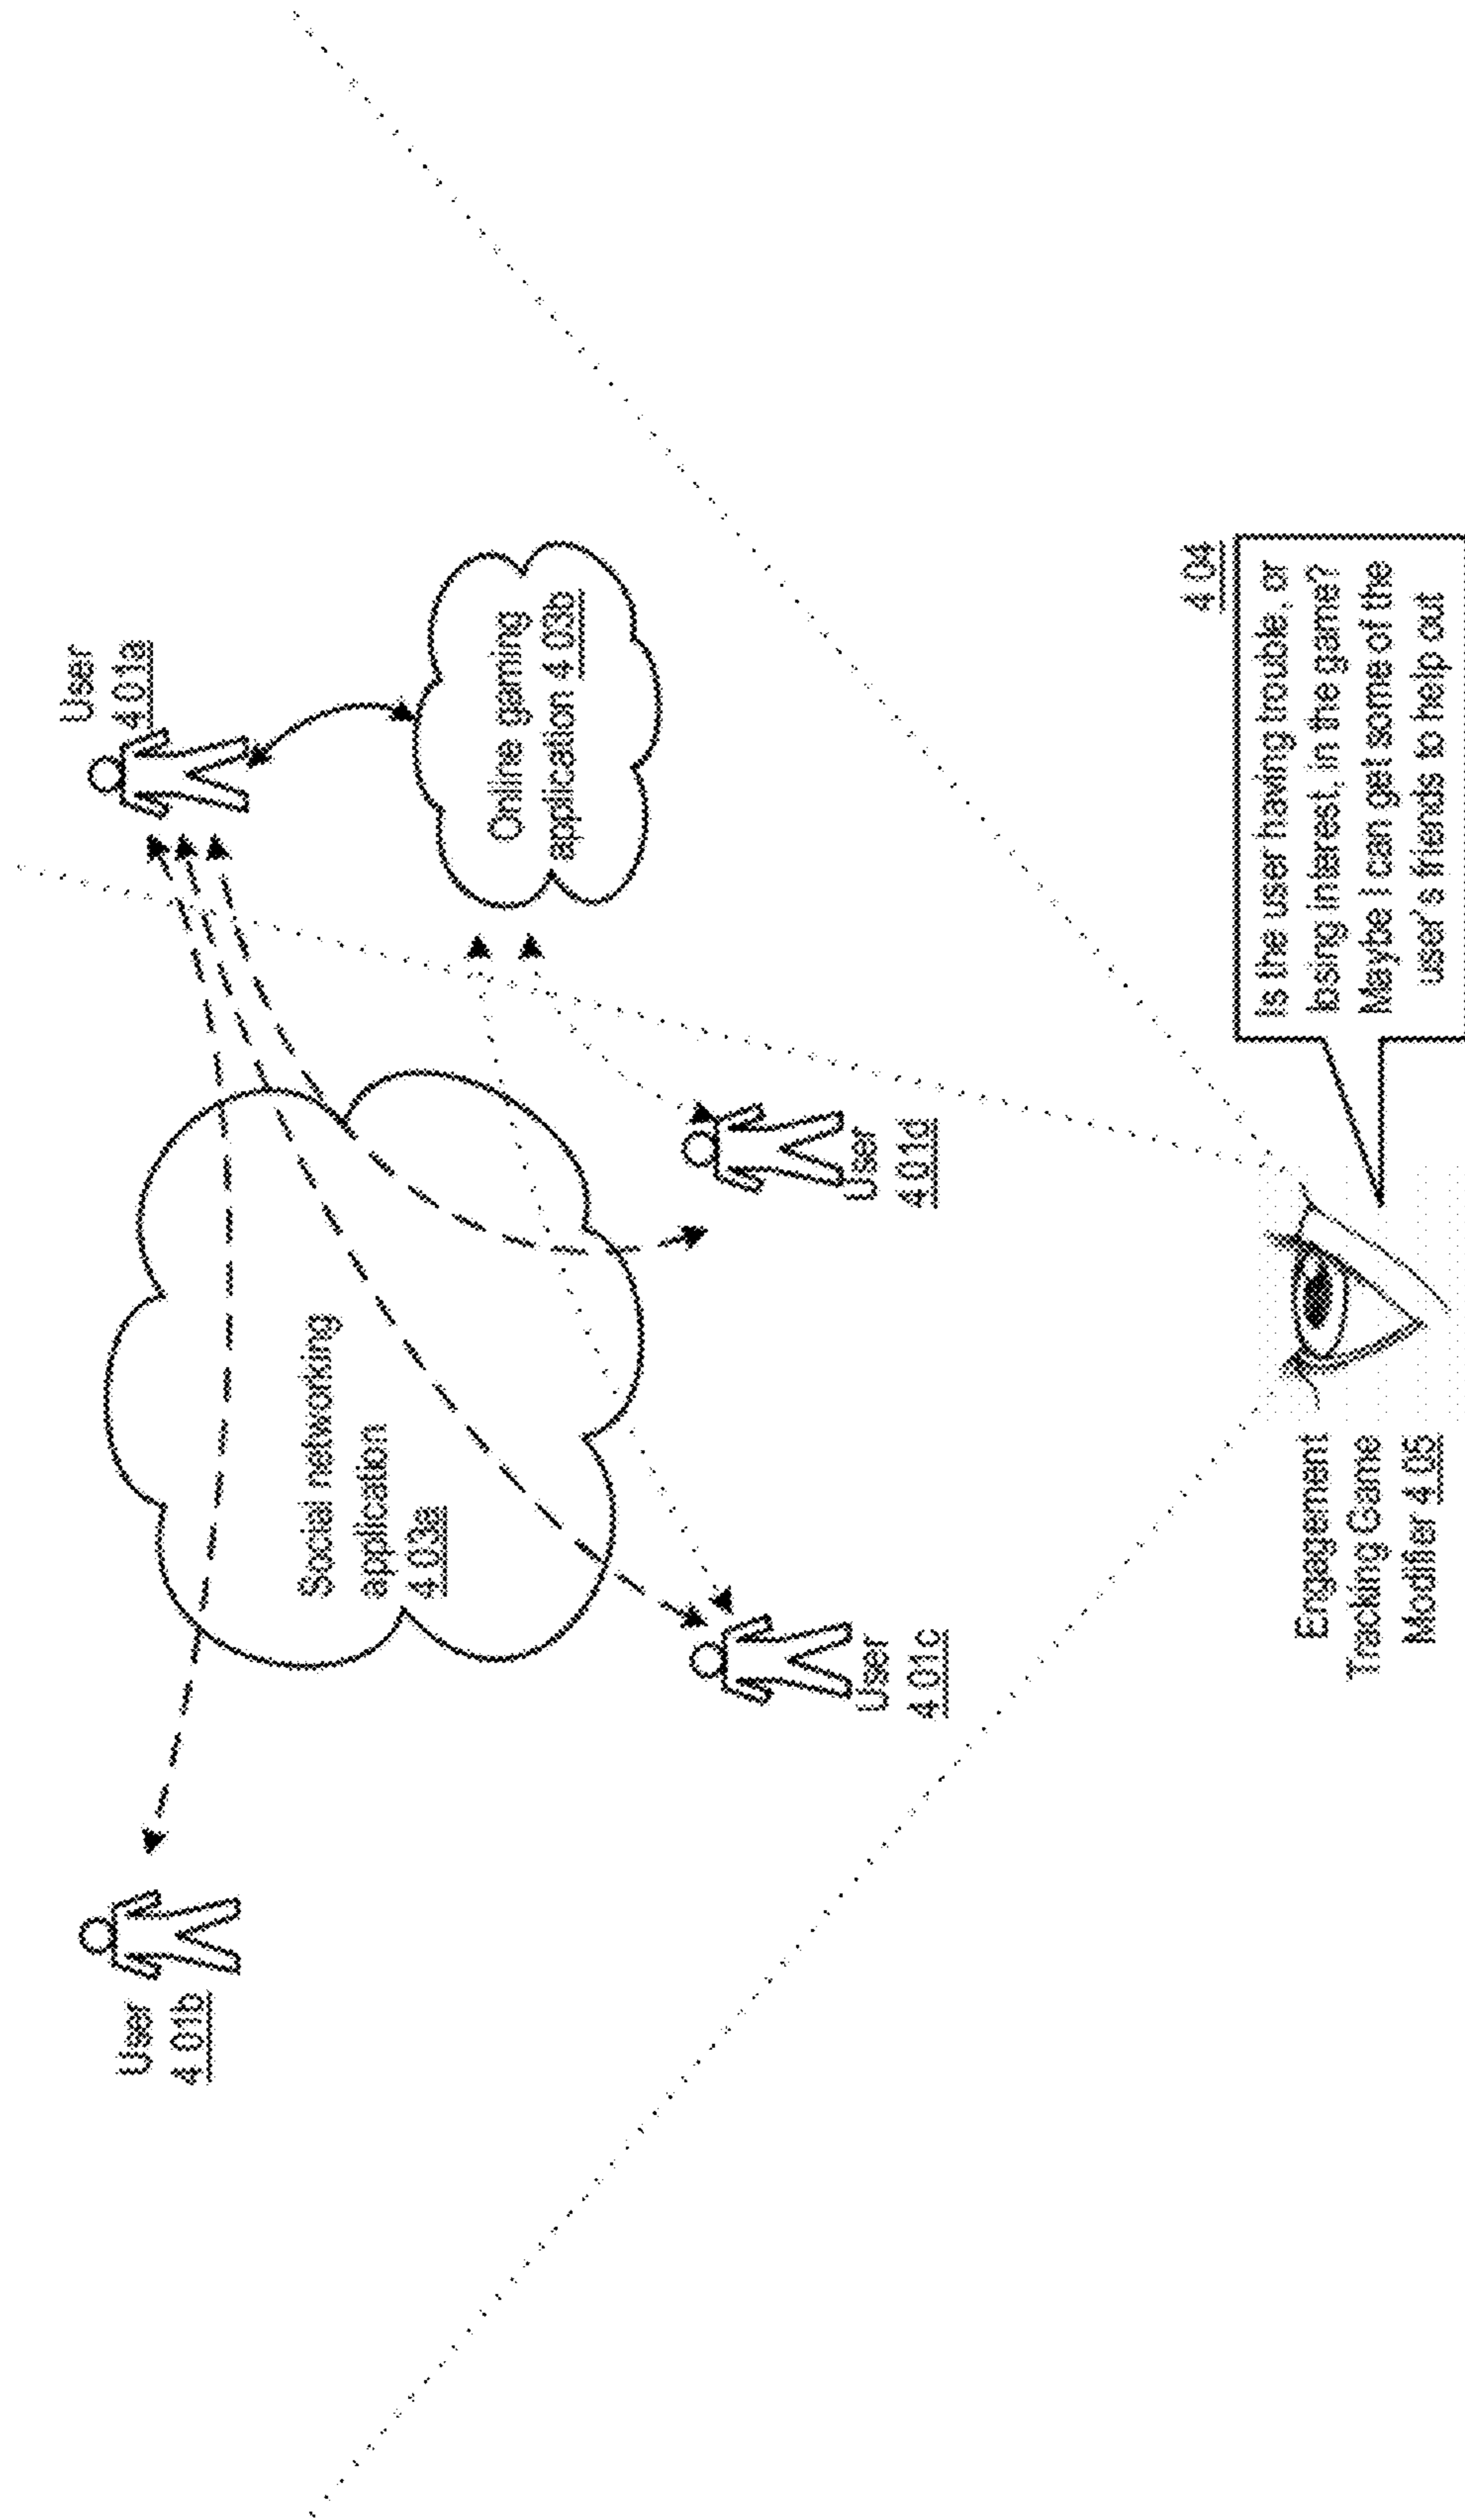 User
4 01b
User
4 01a
Social networking
application
4 03a
Online gaming
application 4 03b
User
4 01c
User
4 01d
Engagement
Tracking Game
Modifier 4 05
4 04
Is the user having trouble, or
losing interest, in the game?
Maybe I can get some of the
user's friends to help out